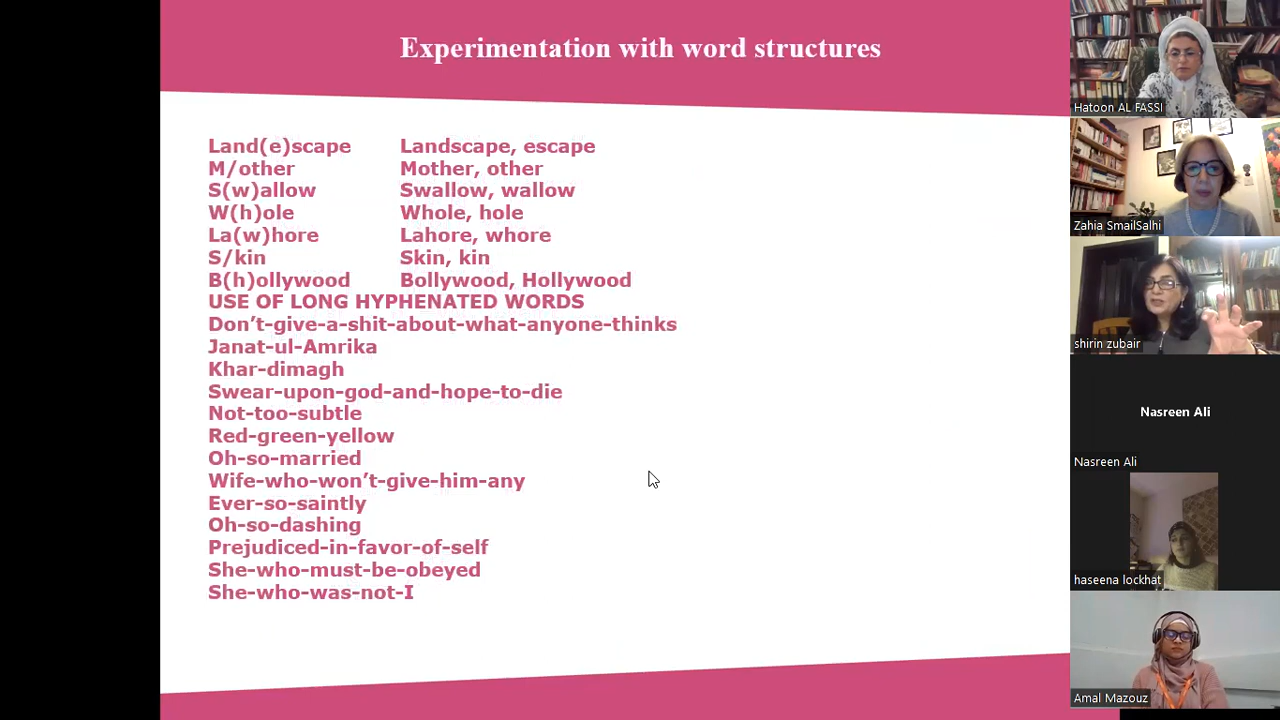 Experimentation with word structures
Land(e)scape Landscape, escape
M/other Mother, other
S(w)allow Swallow, wallow
W(h)ole Whole, hole
La(w)hore Lahore, whore
S/kin Skin, kin
B(h)ollywood Bollywood, Hollywood
USE OF LONG HYPHENATED WORDS
Don’t-give-a-shit-about-what-anyone-thinks
Janat-ul-Amrika
Khar-dimagh
Swear-upon-god-and-hope-to-die
Not-too-subtle
Red-green-yellow
Oh-so-married
Wife-who-won’t-give-him-any
Ever-so-saintly
Oh-so-dashing
Prejudiced-in-favor-of-self
She-who-must-be-obeyed
She-who-was-not-I
Hatoon AL FASSI
Zahia SmailSalhi
shirin zubair
Nasreen Ali
Nasreen Ali
haseena lockhat
Amal Mazouz